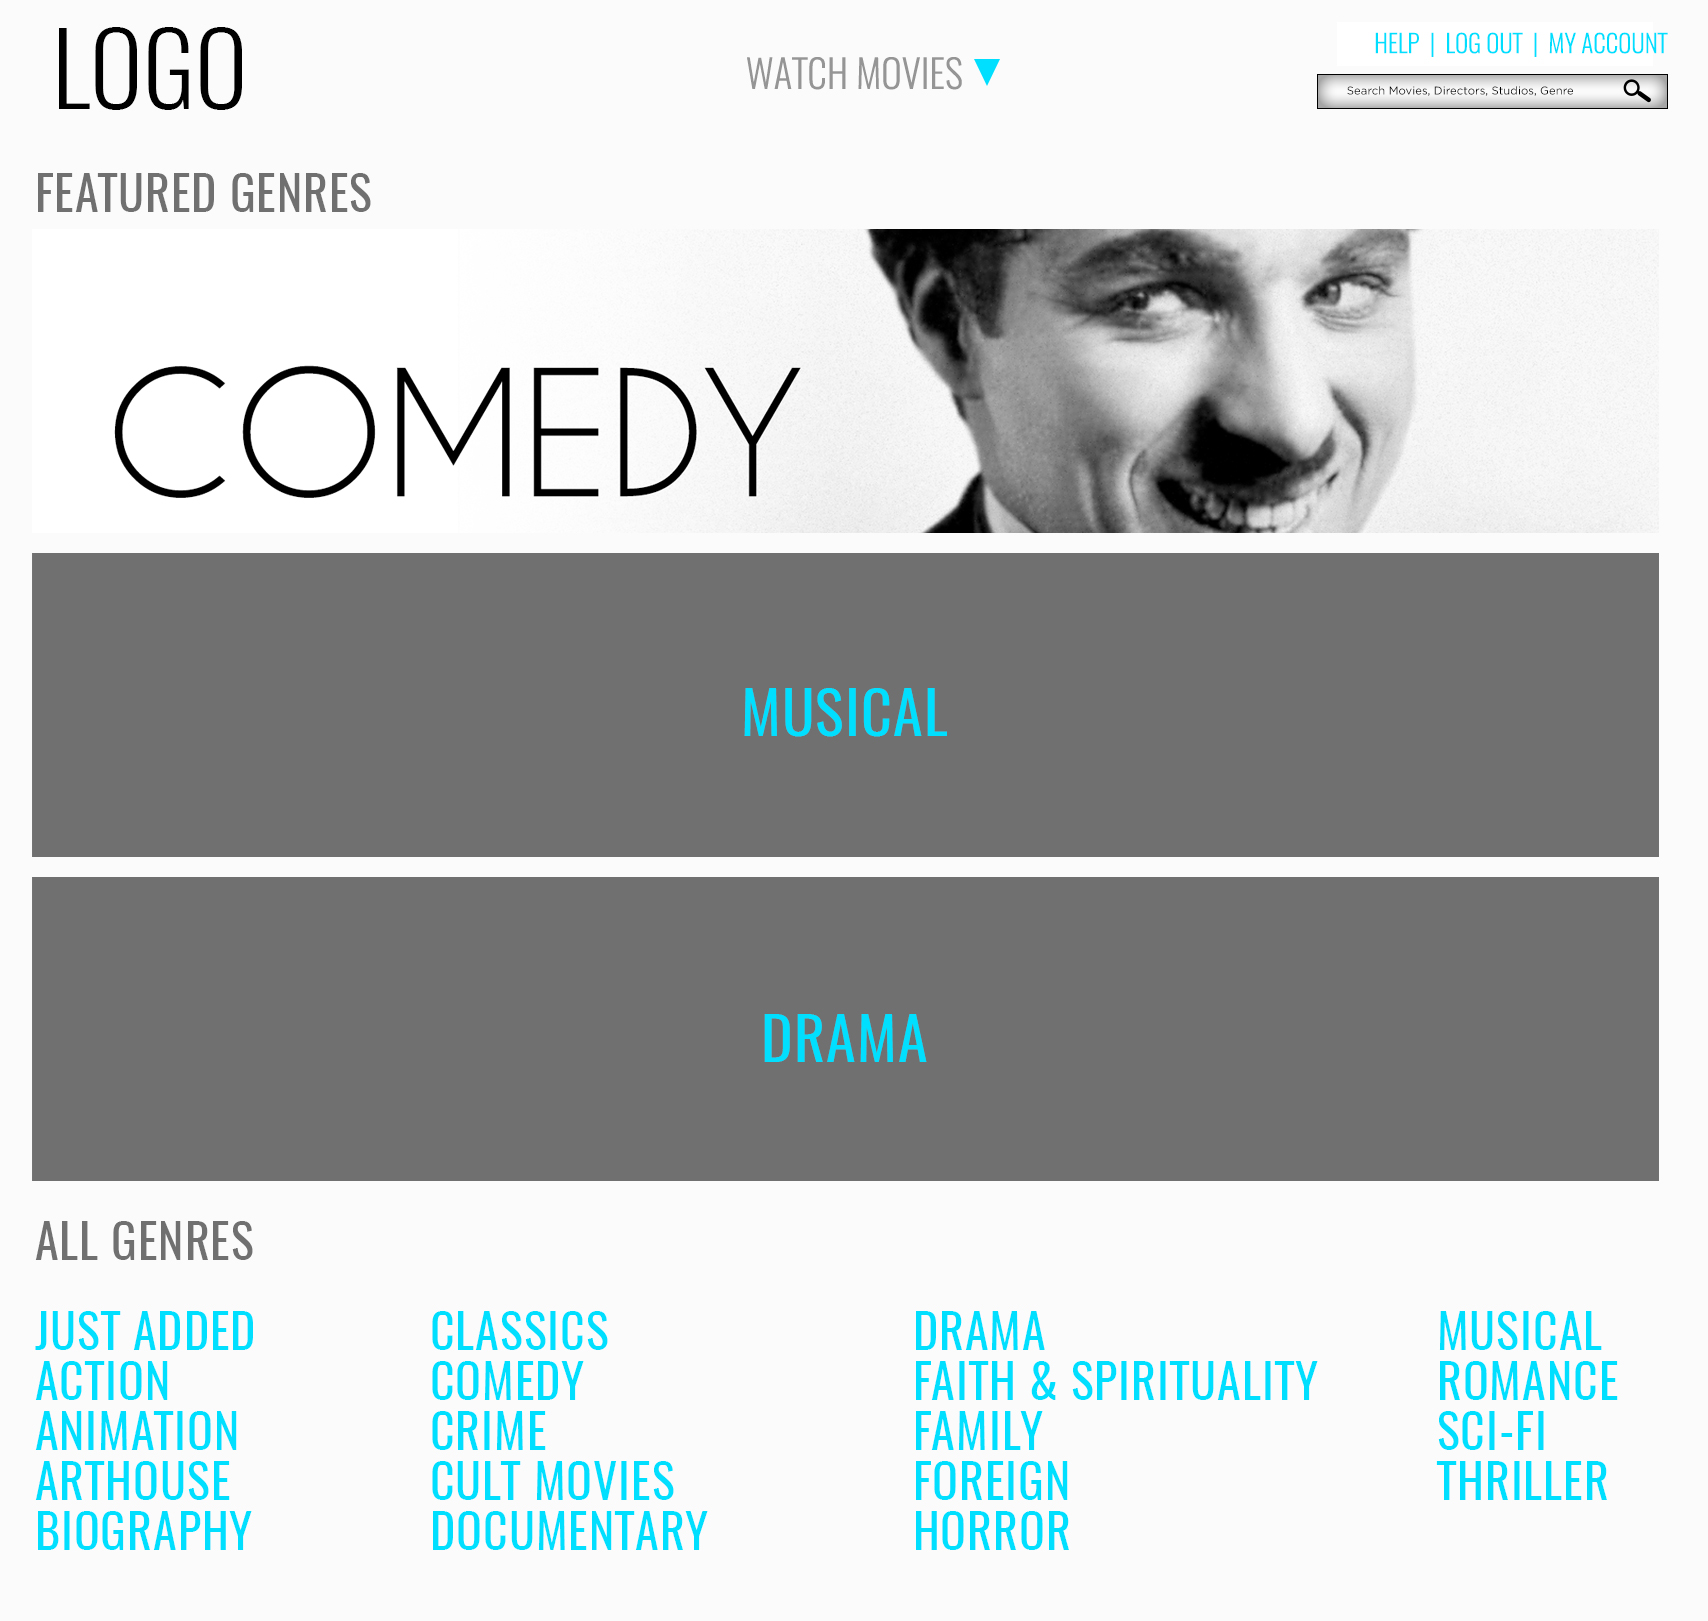 LOGO
WATCH MOVIES
HELP | LOG OUT | MY ACCOUNT
Search Movies, Directors, Studios, Genre
FEATURED GENRES
COMEDY
MUSICAL
DRAMA
ALL GENRES
JUST ADDED
ACTION
ANIMATION
ARTHOUSE
BIOGRAPHY
CLASSICS
COMEDY
CRIME
CULT MOVIES
DOCUMENTARY
DRAMA
FAITH & SPIRITUALITY
FAMILY
FOREIGN
HORROR
MUSICAL
ROMANCE
SCI-FI
THRILLER